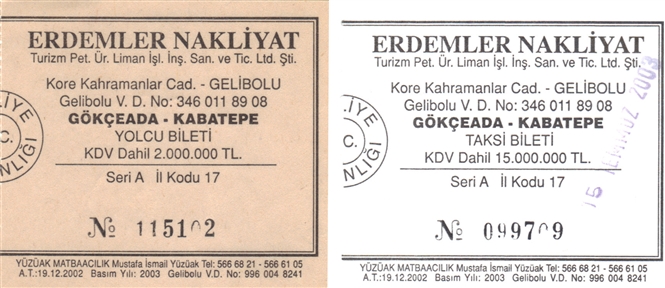 ERDEMLER NAKLİYAT
Turizm Pet. Ür. Liman İşl. İnş. San. ve Tic. Ltd. Şti.
Kore Kahramanlar Cad. - GELİBOLU
Gelibolu V. D. No: 346 011 89 08
GÖKÇEADA - KABATEPE
YOLCU BİLETİ
KDV Dahil 2.000.000 TL.
Seri A İl Kodu 17
№ 115102
YÜZÜAK MATBAACILIK Mustafa İsmail Yüzüak Tel: 566 68 21 - 566 61 05
A.T.:19.12.2002 Basım Yılı: 2003 Gelibolu V.D. No: 996 004 8241
ERDEMLER NAKLİYAT
Turizm Pet. Ür. Liman İşl. İnş. San. ve Tic. Ltd. Şti.
Kore Kahramanlar Cad. - GELİBOLU
Gelibolu V. D. No: 346 011 89 08
GÖKÇEADA - KABATEPE
TAKSİ BİLETİ
KDV Dahil 15.000.000 TL.
Seri A İl Kodu 17
№ 099709
15 TEMMUZ 2003
YÜZÜAK MATBAACILIK Mustafa İsmail Yüzüak Tel: 566 68 21 - 566 61 05
A.T.:19.12.2002 Basım Yılı: 2003 Gelibolu V.D. No: 996 004 8241